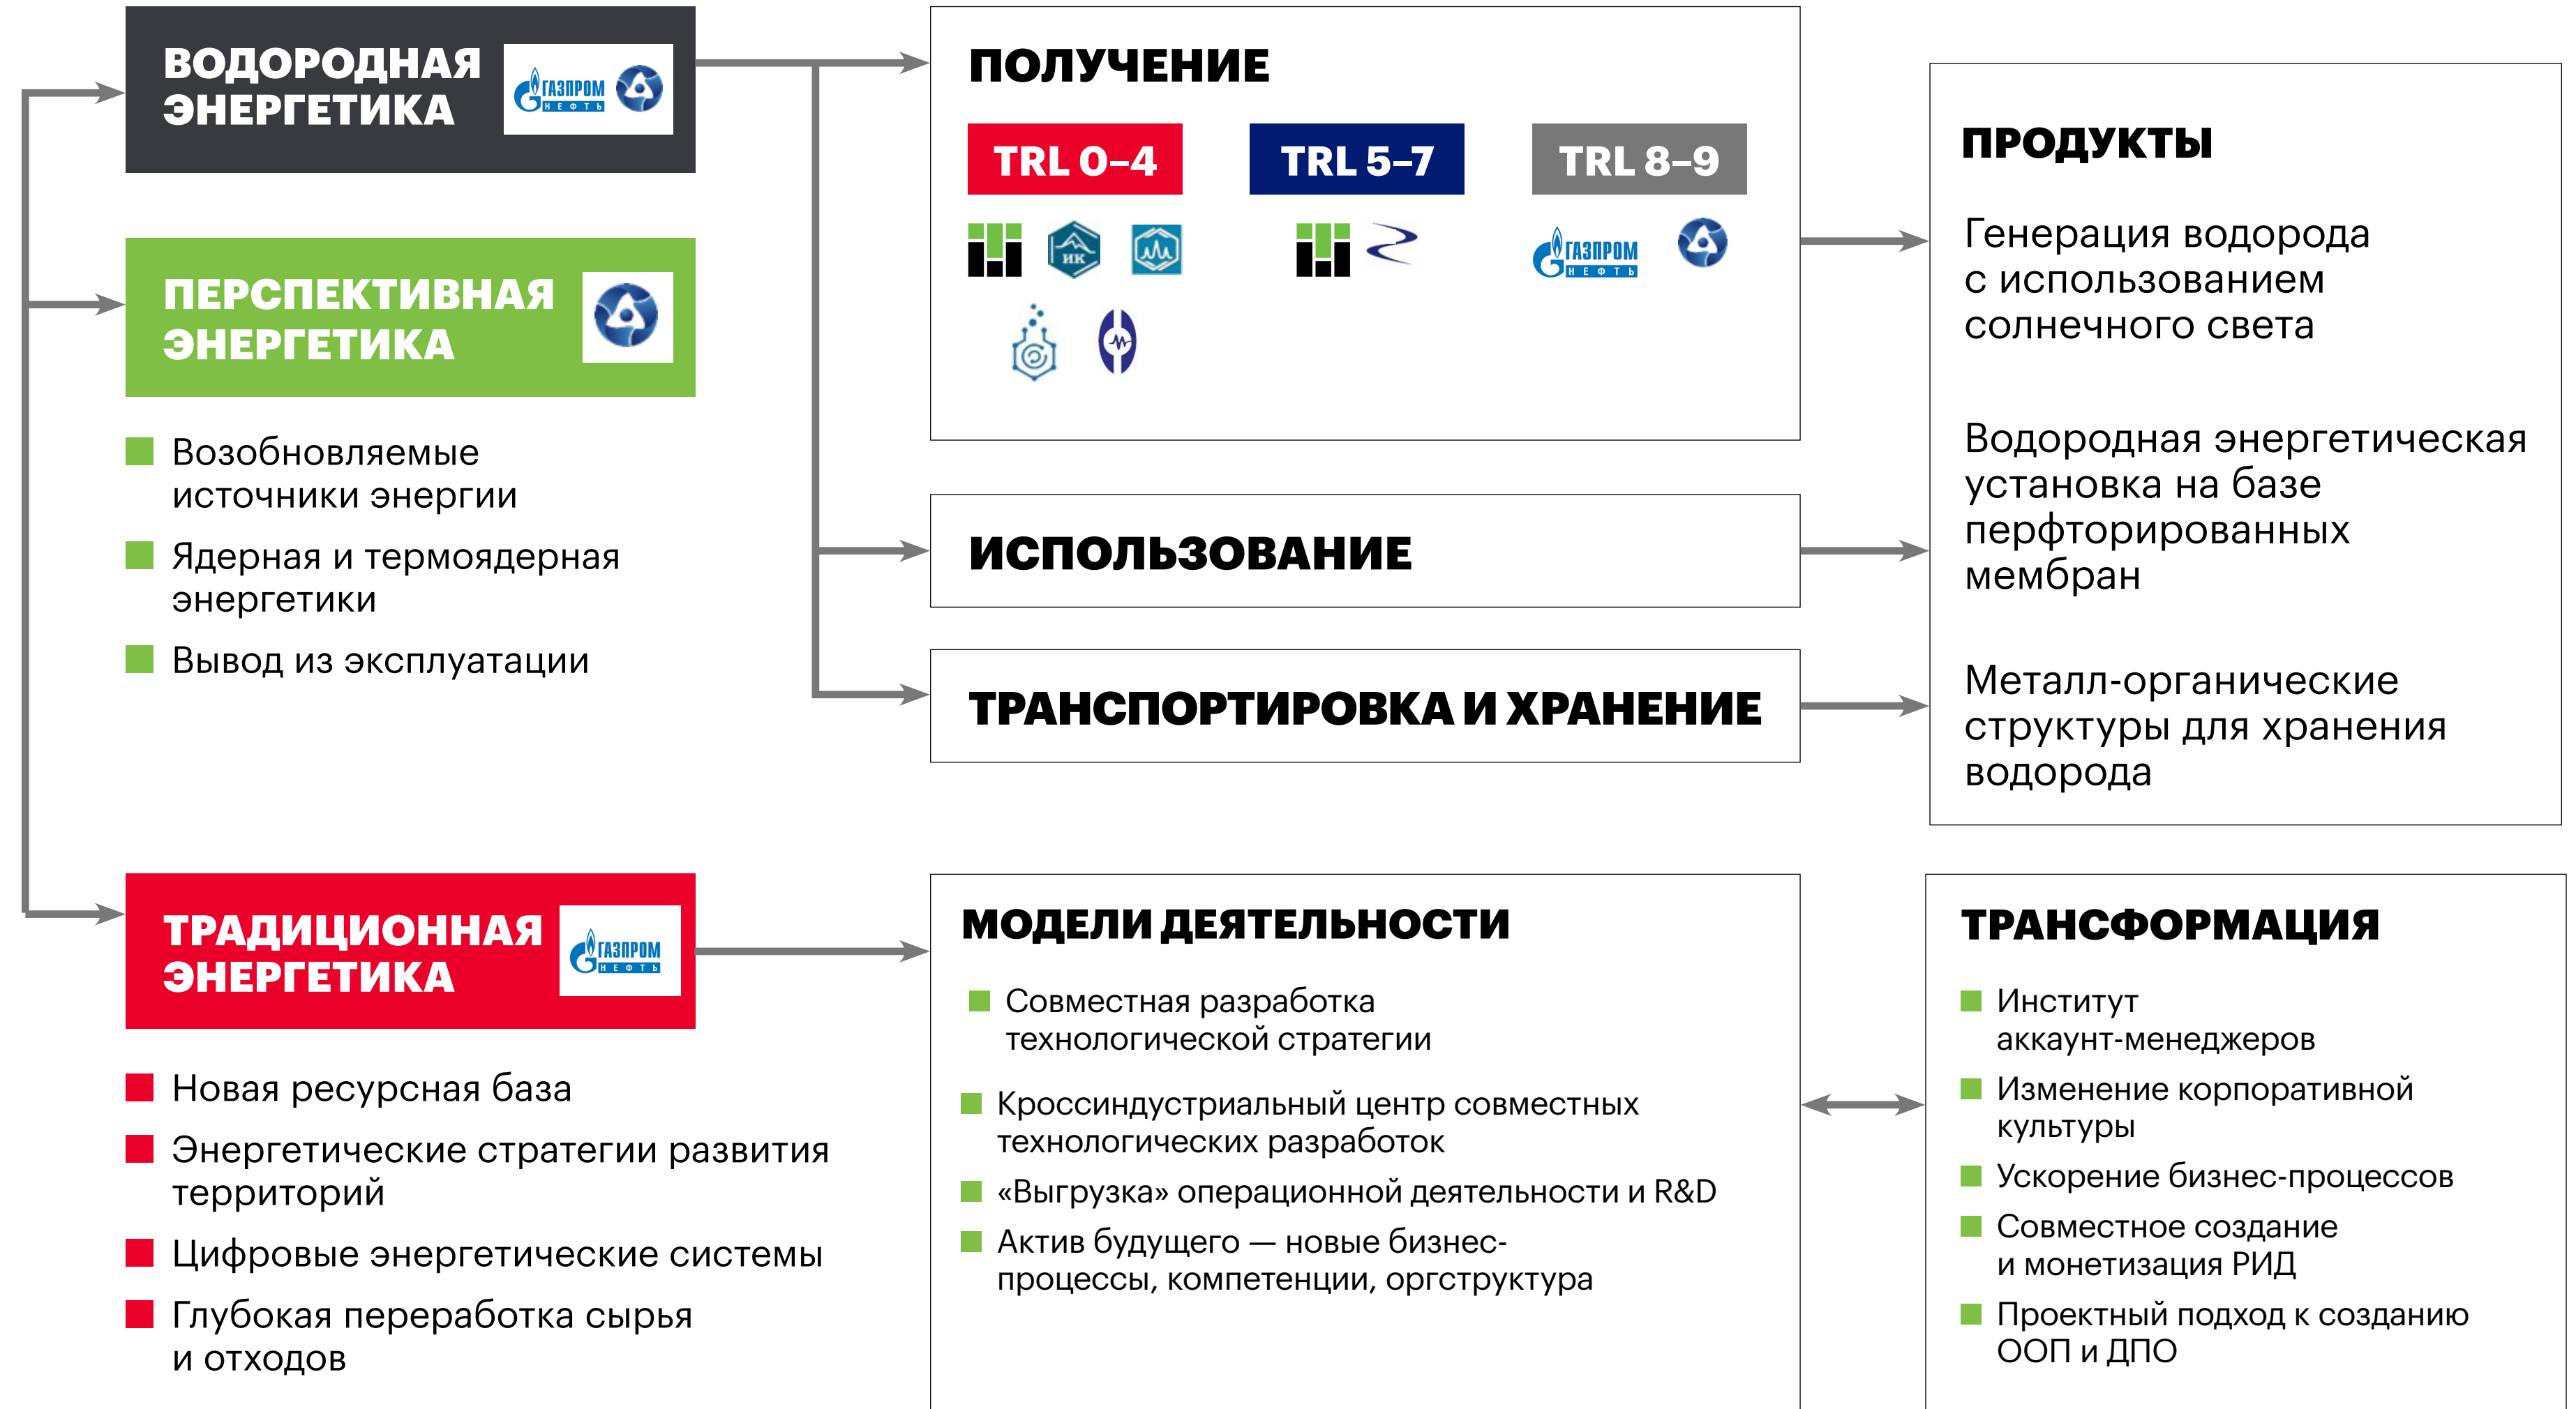 ВОДОРОДНАЯ
ЭНЕРГЕТИКА
ГАЗПРОМ
НЕФТЬ
ПЕРСПЕКТИВНАЯ
ЭНЕРГЕТИКА
Возобновляемые
источники энергии
Ядерная и термоядерная
энергетики
Вывод из эксплуатации
ПОЛУЧЕНИЕ
TRL 0–4
TRL 5–7
TRL 8–9
ИК
ГАЗПРОМ
НЕФТЬ
ИСПОЛЬЗОВАНИЕ
ТРАНСПОРТИРОВКА И ХРАНЕНИЕ
ПРОДУКТЫ
Генерация водорода
с использованием
солнечного света
Водородная энергетическая
установка на базе
перфторированных
мембран
Металл-органические
структуры для хранения
водорода
ТРАДИЦИОННАЯ
ЭНЕРГЕТИКА
ГАЗПРОМ
НЕФТЬ
Новая ресурсная база
Энергетические стратегии развития
территорий
Цифровые энергетические системы
Глубокая переработка сырья
и отходов
МОДЕЛИ ДЕЯТЕЛЬНОСТИ
Совместная разработка
технологической стратегии
Кроссиндустриальный центр совместных
технологических разработок
«Выгрузка» операционной деятельности и R&D
Актив будущего — новые бизнес-
процессы, компетенции, оргструктура
ТРАНСФОРМАЦИЯ
Институт
аккаунт-менеджеров
Изменение корпоративной
культуры
Ускорение бизнес-процессов
Совместное создание
и монетизация РИД
Проектный подход к созданию
ООП и ДПО